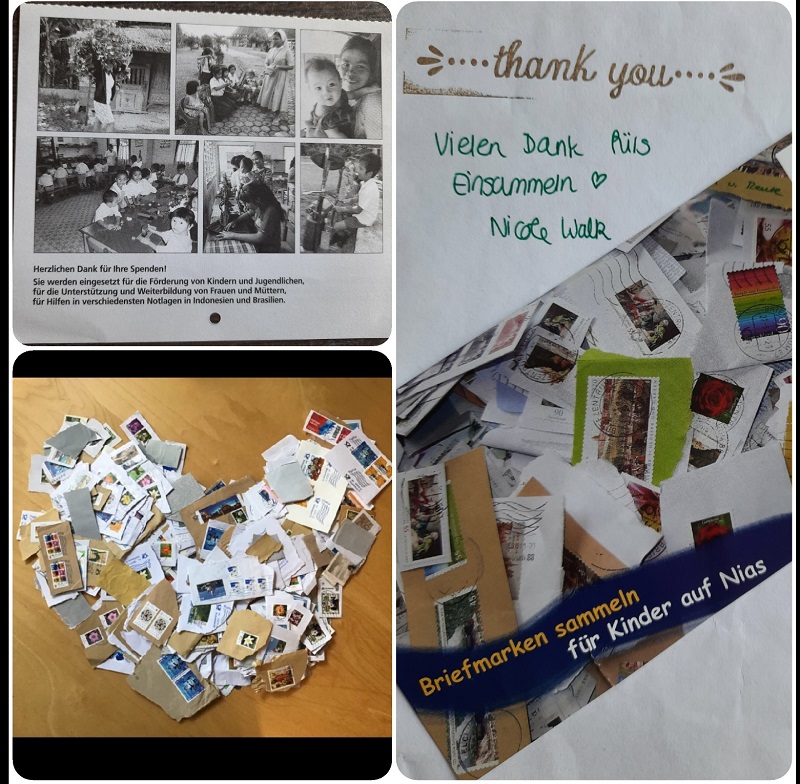 Herzlichen Dank für Ihre Spenden!
Sie werden eingesetzt für die Förderung von Kindern und Jugendlichen,
für die Unterstützung und Weiterbildung von Frauen und Müttern,
für Hilfen in verschiedensten Notlagen in Indonesien und Brasilien.
thank you
Vielen Dank fürs
Einsammeln ♡
Nicole Walk
Briefmarken sammeln
für Kinder auf Nias